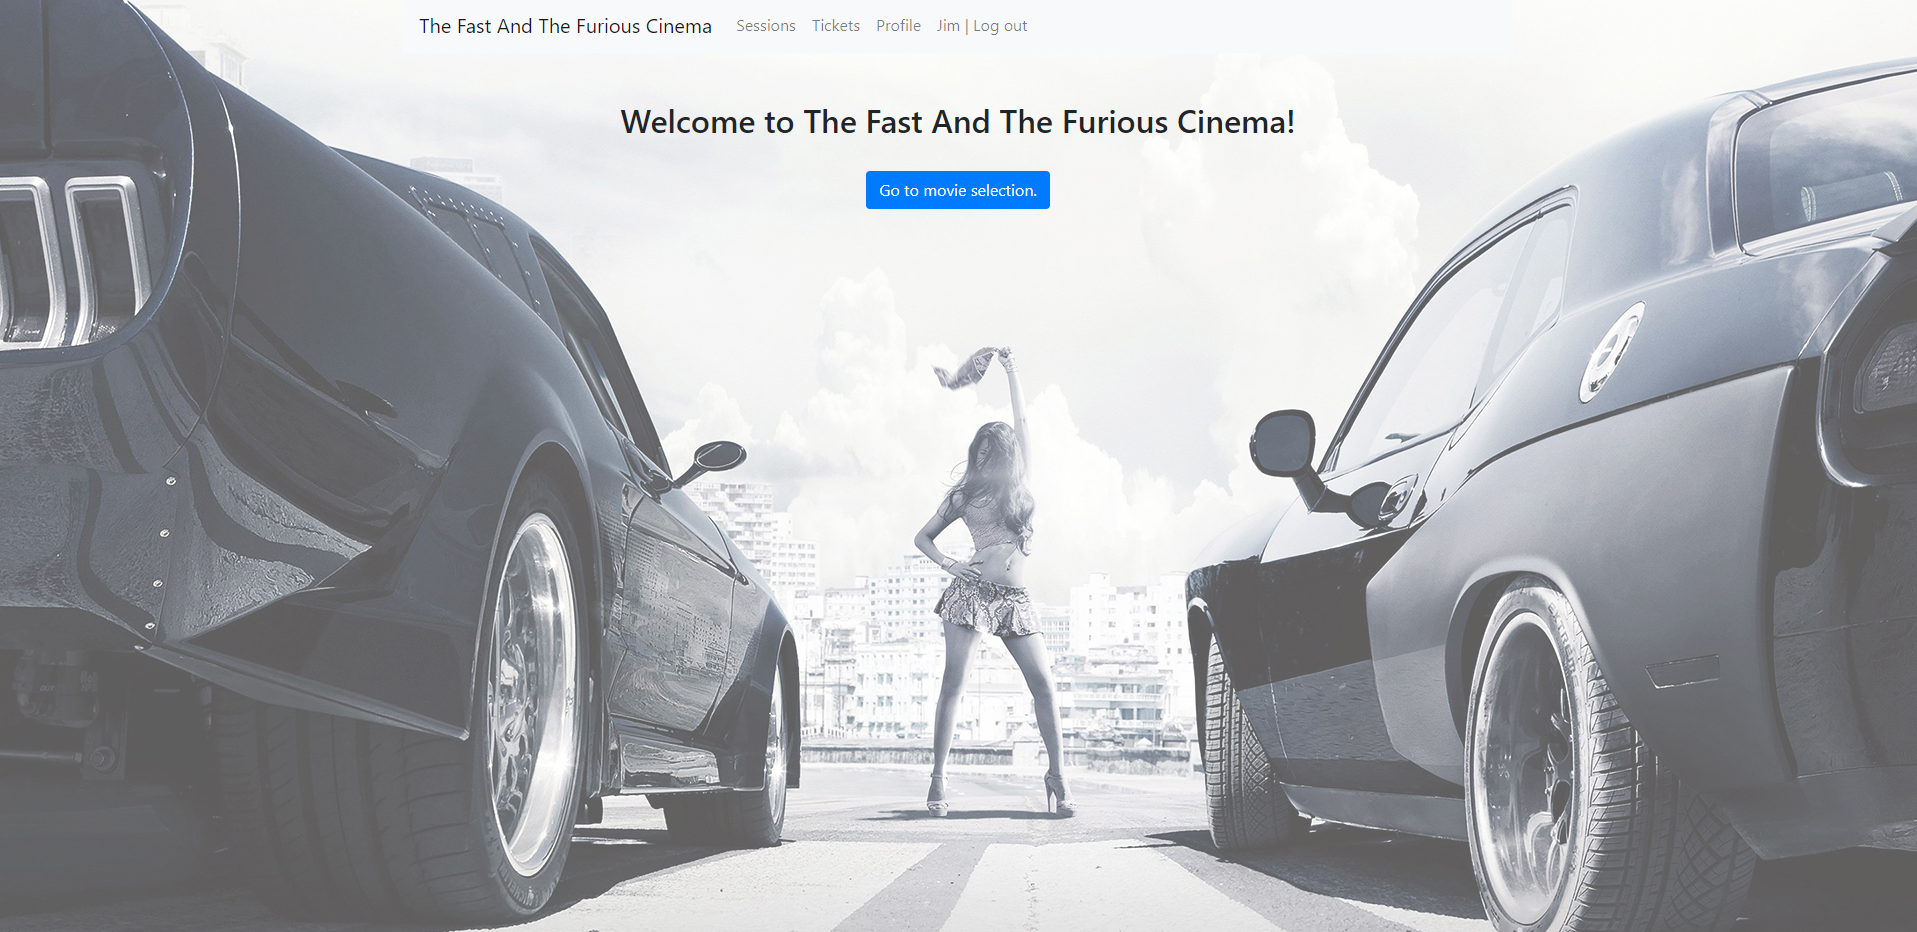 The Fast And The Furious Cinema Sessions Tickets Profile Jim | Log out
Welcome to The Fast And The Furious Cinema!
Go to movie selection.